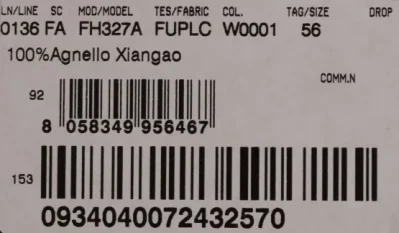 LN/LINE SC MOD/MODEL TES/FABRIC COL. TAG/SIZE DROP
0136 FA FH327A FUPLC W0001 56
100%Agnello Xiangao
COMM.N
92
8 058349 956467
153
0934040072432570